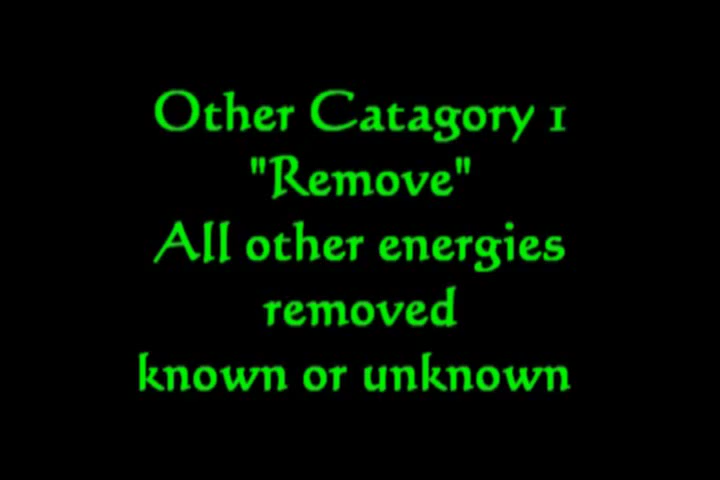 Other Catagory 1
"Remove"
All other energies
removed
known or unknown